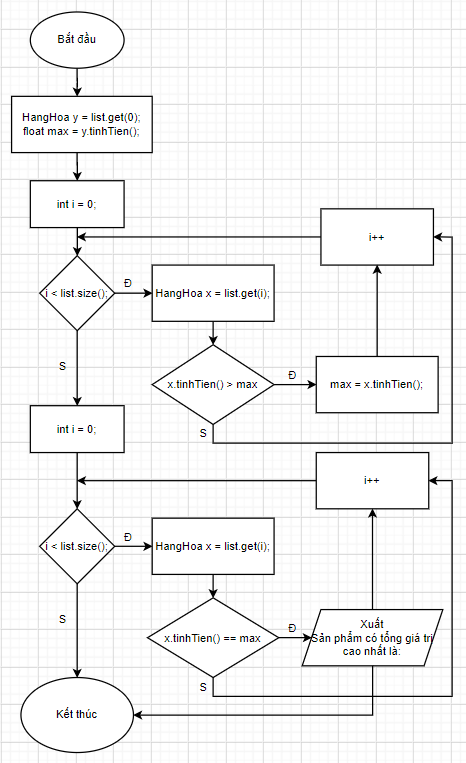 Bắt đầu
HangHoa y = list.get(0);
float max = y.tinhTien();
int i = 0;
i++
i < list.size();
Đ
HangHoa x = list.get(i);
S
x.tinhTien() > max
Đ
max = x.tinhTien();
S
int i = 0;
i++
i < list.size();
Đ
HangHoa x = list.get(i);
S
x.tinhTien() == max
Đ
Xuất
Sản phẩm có tổng giá trị
cao nhất là:
S
Kết thúc